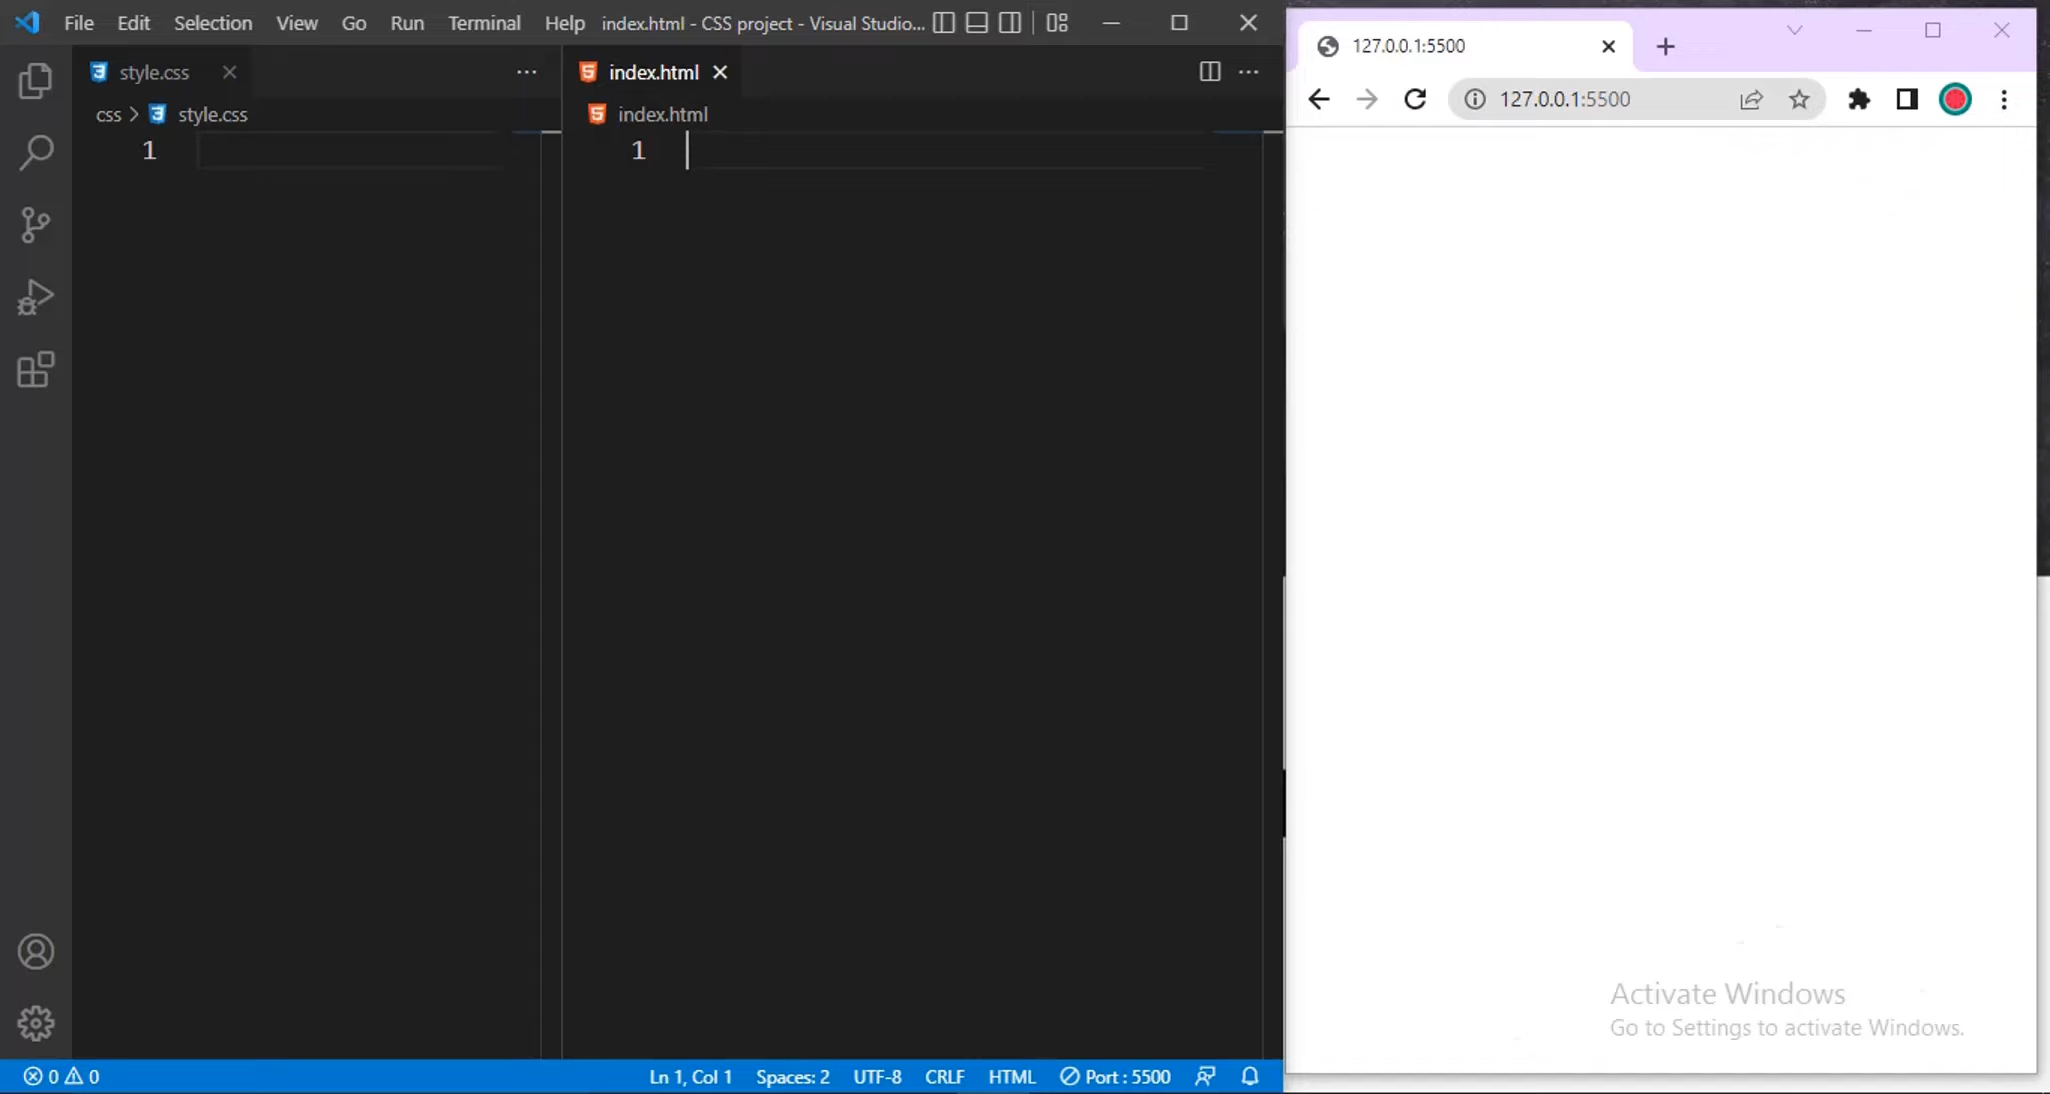 File Edit Selection View Go Run Terminal Help index.html - CSS project - Visual Studio...
style.css
index.html
css > style.css
index.html
1
1
127.0.0.1:5500
127.0.0.1:5500
Activate Windows
Go to Settings to activate Windows.
0 0 Ln 1, Col 1 Spaces: 2 UTF-8 CRLF HTML Port : 5500